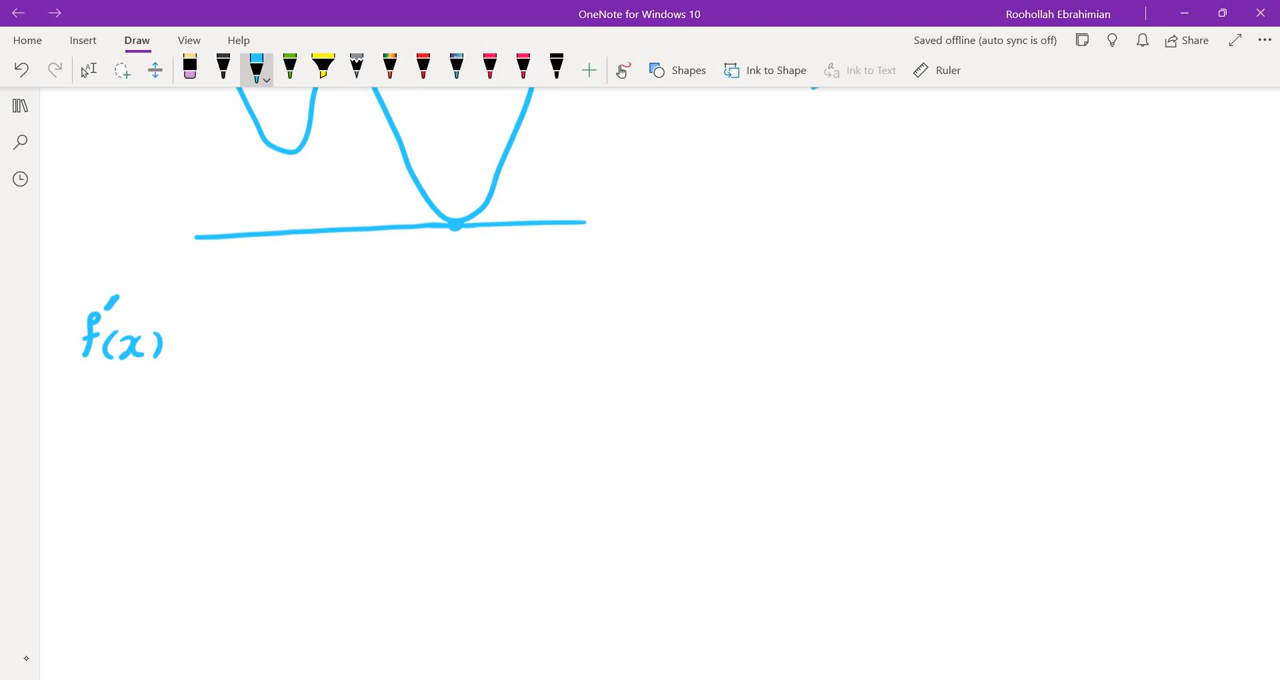 OneNote for Windows 10
Roohollah Ebrahimian
Home Insert Draw View Help
Saved offline (auto sync is off)
Share
Shapes
Ink to Shape
Ink to Text
Ruler
f'(x)